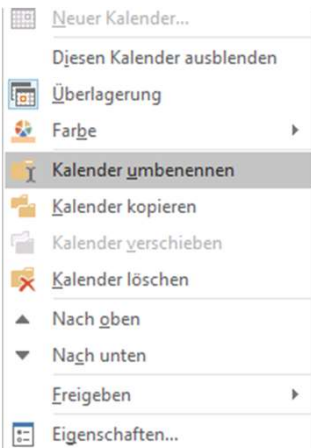 Neuer Kalender...
Diesen Kalender ausblenden
Überlagerung
Farbe
Kalender umbenennen
Kalender kopieren
Kalender verschieben
Kalender löschen
Nach oben
Nach unten
Freigeben
Eigenschaften...